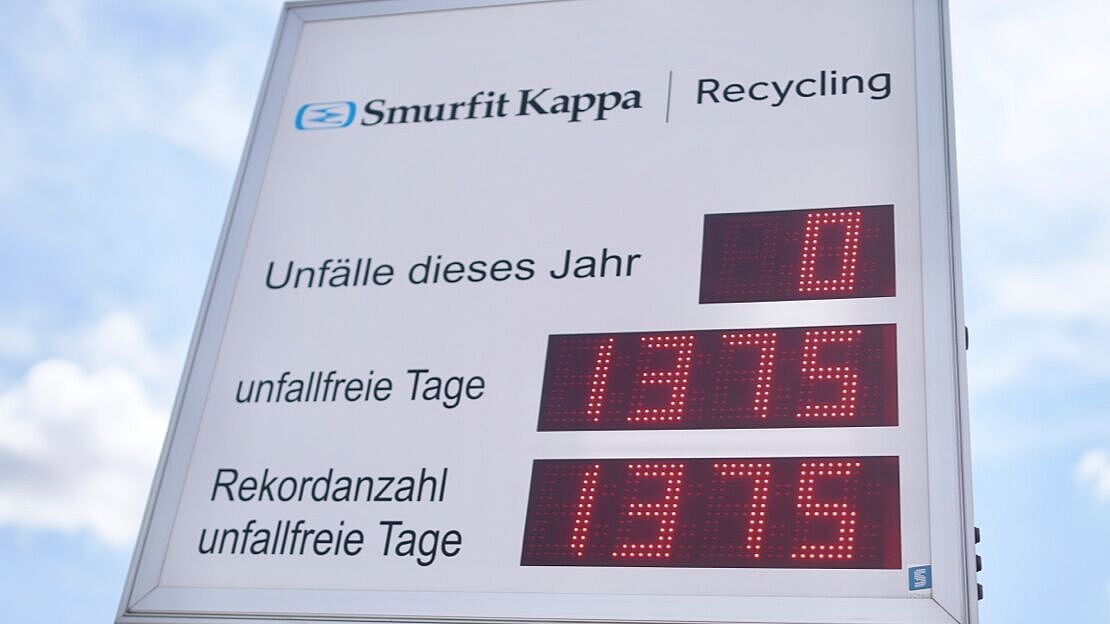 Smurfit Kappa | Recycling
Unfälle dieses Jahr 0
unfallfreie Tage 1375
Rekordanzahl
unfallfreie Tage 1375